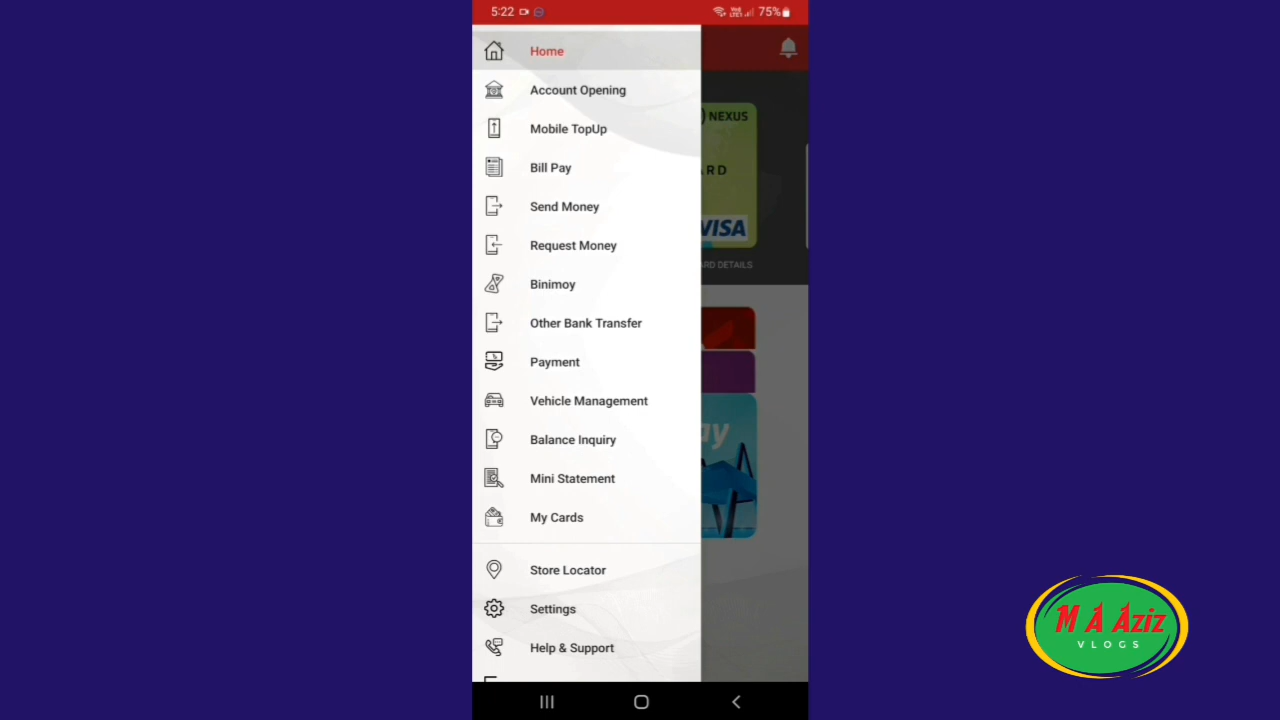 5:22
75%
Home
NEXUS
Account Opening
Mobile TopUp
Bill Pay
ARD
Send Money
VISA
Request Money
ARD DETAILS
Binimoy
Other Bank Transfer
Payment
Vehicle Management
ay
Balance Inquiry
Mini Statement
My Cards
Store Locator
Settings
Help & Support
M A Aziz
VLOGS